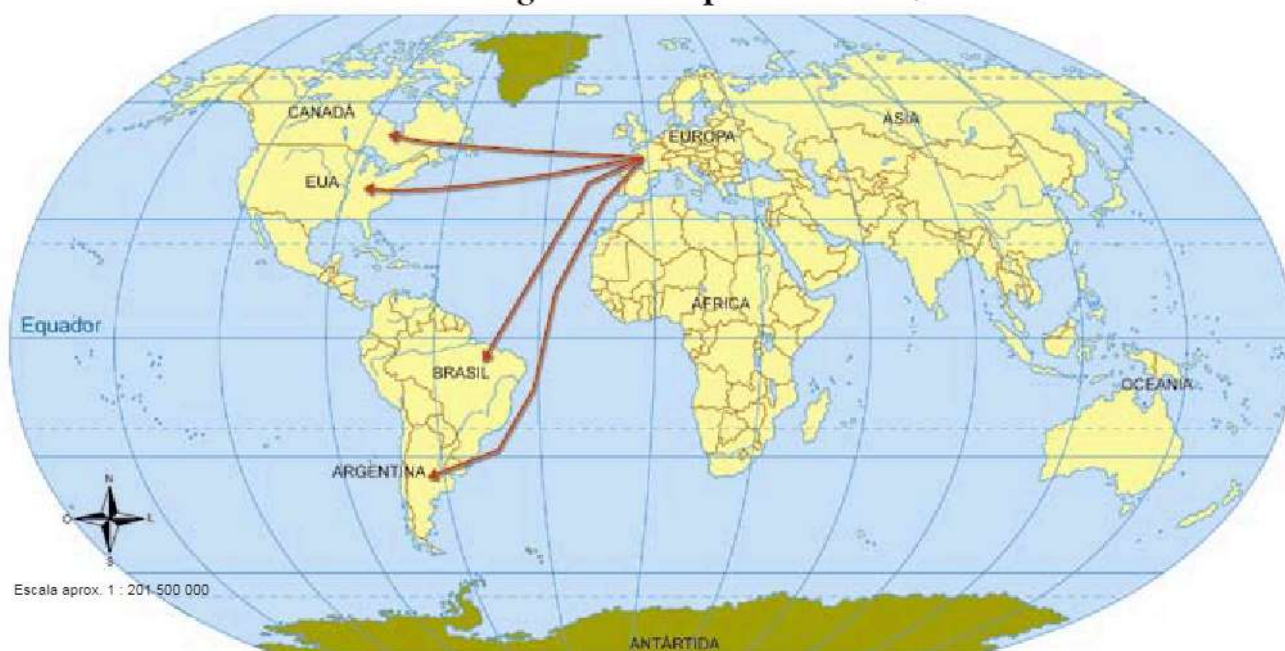 CANADÁ
EUROPA
ÁSIA
EUA
ÁFRICA
Equador
BRASIL
OCEANIA
ARGENTINA
N
O
L
S
Escala aprox. 1 : 201 500 000
ANTÁRTIDA